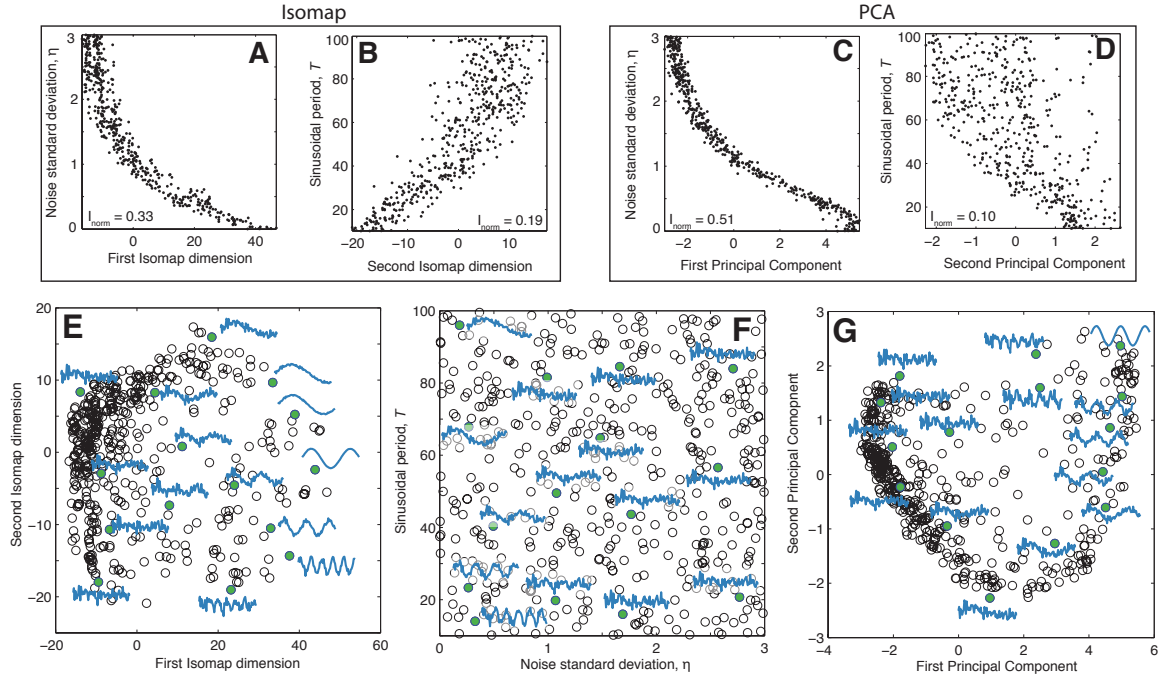 Isomap
PCA
A
Noise standard deviation, η
3
2
1
0
I_norm = 0.33
0 20 40
First Isomap dimension
B
Sinusoidal period, T
100
80
60
40
20
I_norm = 0.19
−20 −10 0 10
Second Isomap dimension
C
Noise standard deviation, η
3
2
1
0
I_norm = 0.51
−2 0 2 4
First Principal Component
D
Sinusoidal period, T
100
80
60
40
20
I_norm = 0.10
−2 −1 0 1 2
Second Principal Component
E
Second Isomap dimension
20
10
0
−10
−20
−20 0 20 40 60
First Isomap dimension
F
Sinusoidal period, T
100
80
60
40
20
0 1 2 3
Noise standard deviation, η
G
Second Principal Comopnent
3
2
1
0
−1
−2
−3
−4 −2 0 2 4 6
First Principal Component